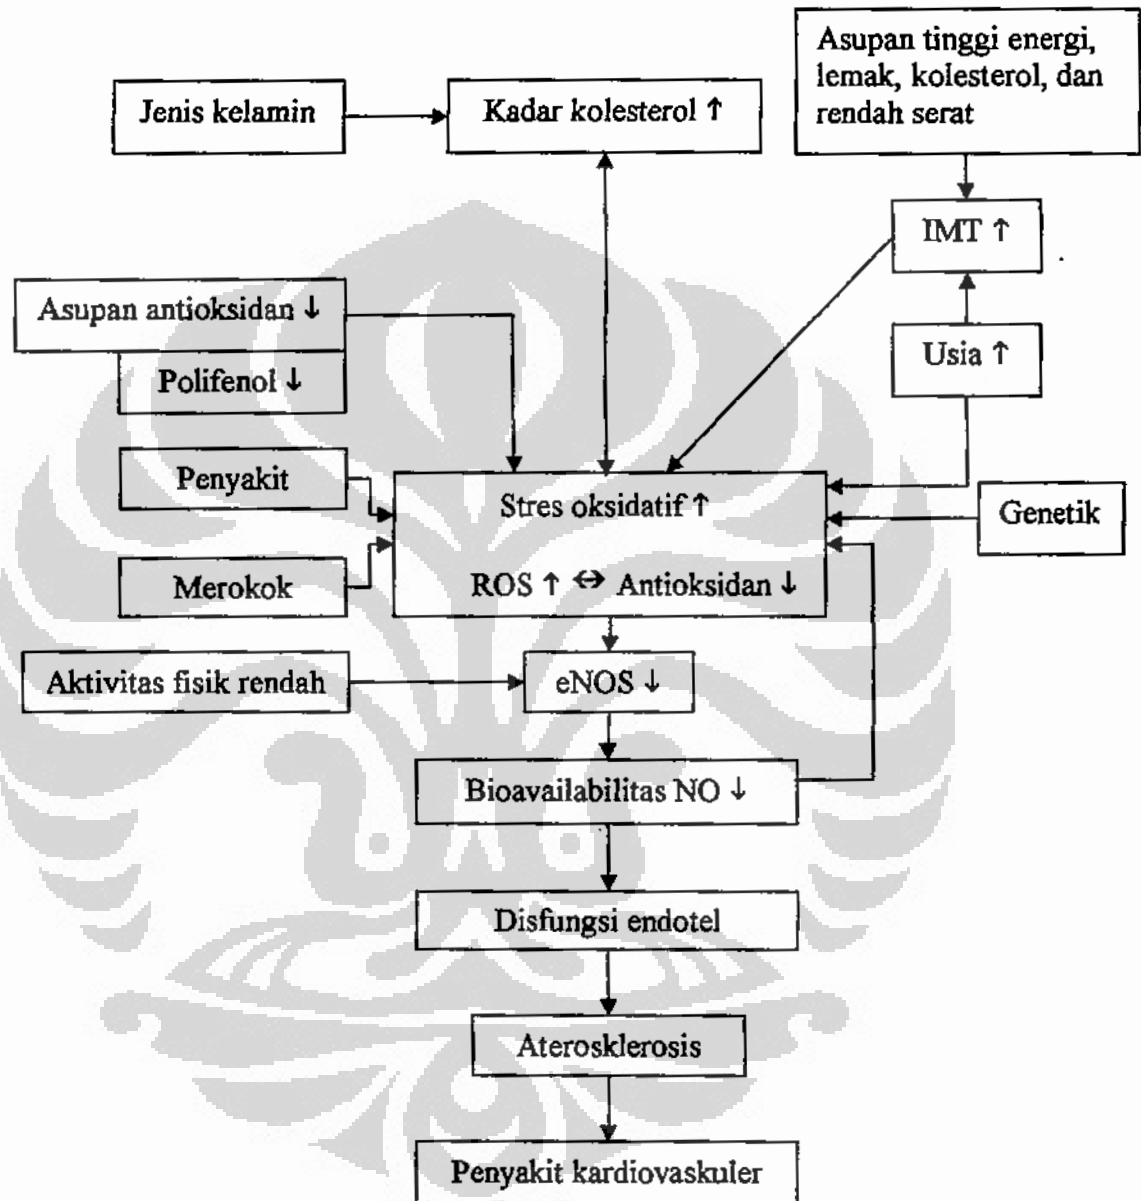 Asupan tinggi energi,
lemak, kolesterol, dan
rendah serat
Jenis kelamin
Kadar kolesterol ↑
IMT ↑
Asupan antioksidan ↓
Usia ↑
Polifenol ↓
Penyakit
Stres oksidatif ↑
Genetik
Merokok
ROS ↑ ⇔ Antioksidan ↓
Aktivitas fisik rendah
eNOS ↓
Bioavailabilitas NO ↓
Disfungsi endotel
Aterosklerosis
Penyakit kardiovaskuler